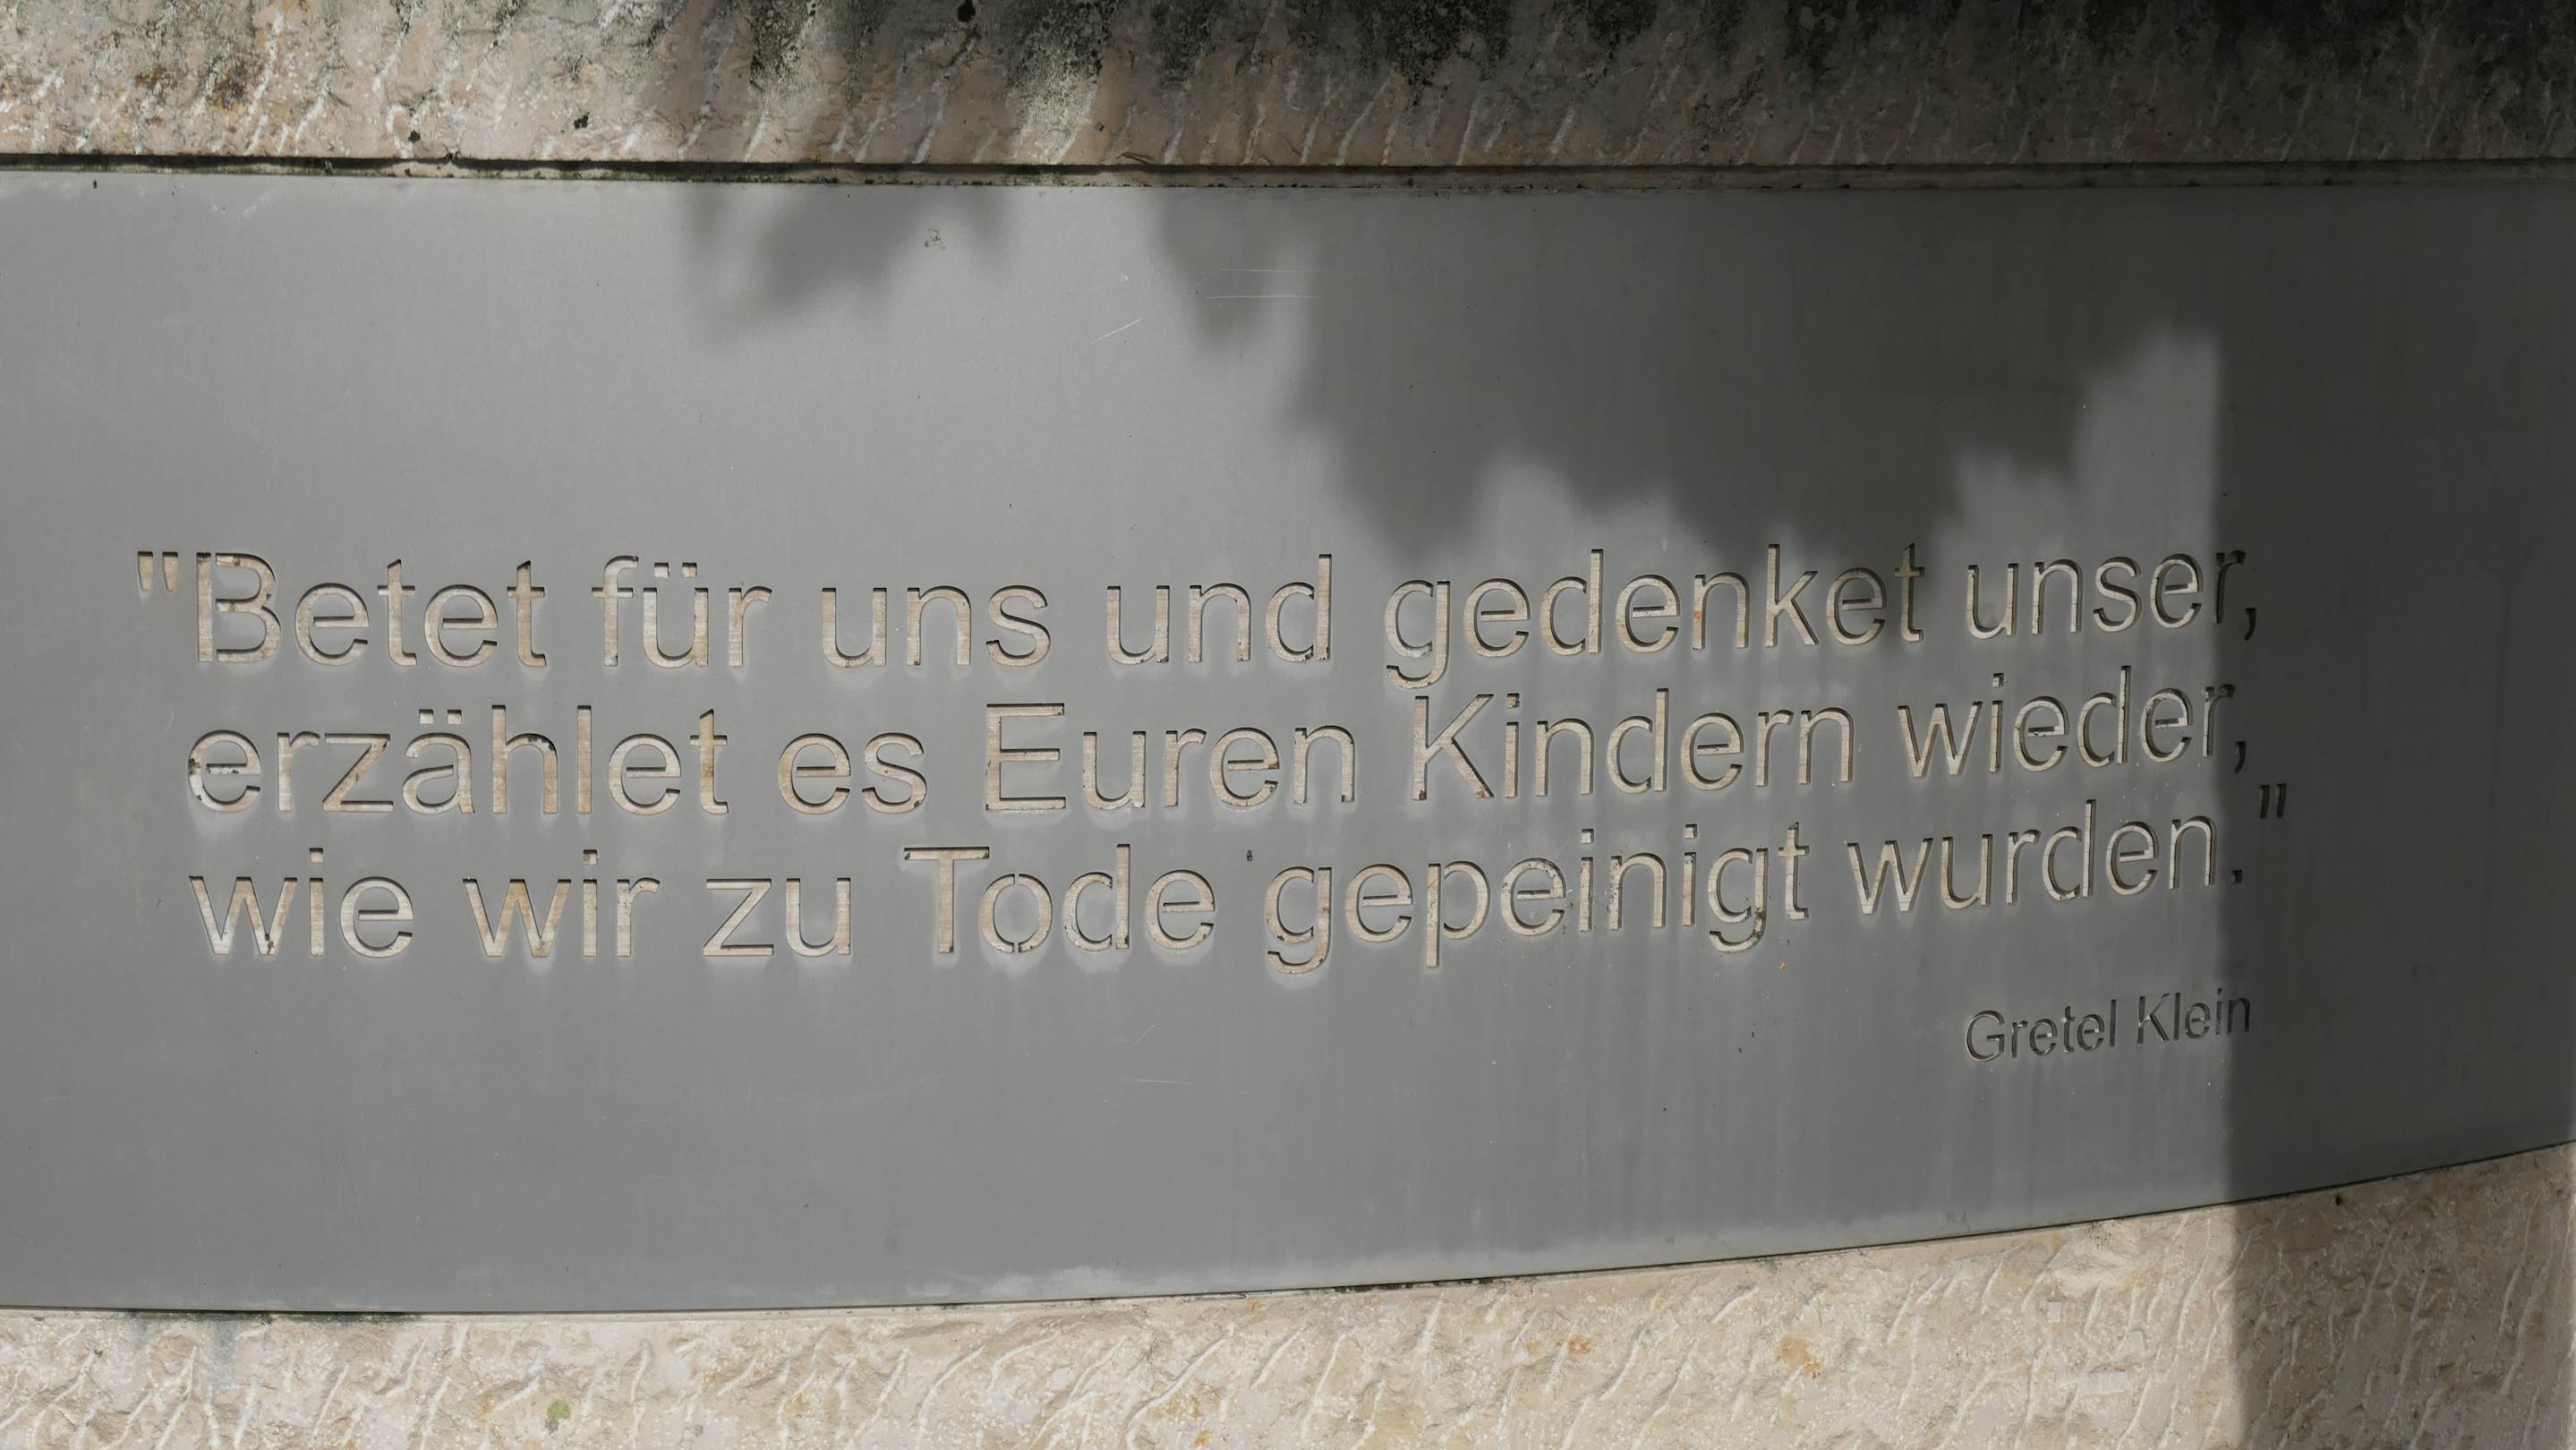 "Betet für uns und gedenket unser,
erzählet es Euren Kindern wieder,
wie wir zu Tode gepeinigt wurden."
Gretel Klein